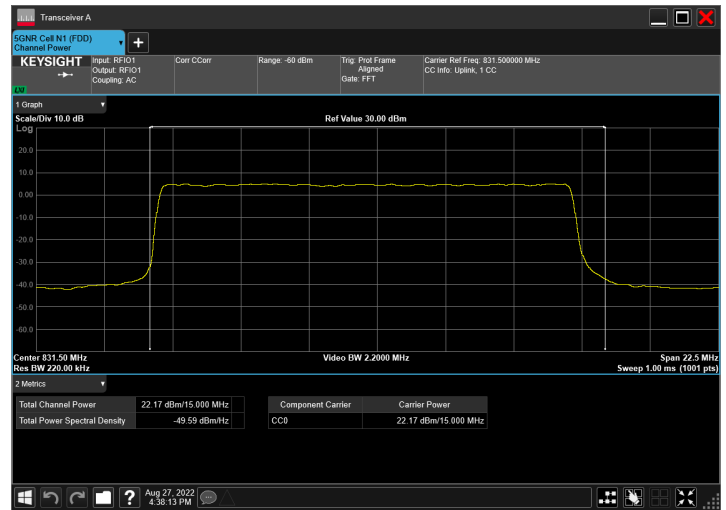 Transceiver A
5GNR Cell N1 (FDD)
Channel Power
KEYSIGHT
Input: RFIO1
Output: RFIO1
Coupling: AC
Corr CCorr
Range: -60 dBm
Trig: Prot Frame
Aligned
Gate: FFT
Carrier Ref Freq: 831.500000 MHz
CC Info: Uplink, 1 CC
1 Graph
Scale/Div 10.0 dB
Ref Value 30.00 dBm
Log
20.0
10.0
0.00
-10.0
-20.0
-30.0
-40.0
-50.0
-60.0
Center 831.50 MHz
Video BW 2.2000 MHz
Span 22.5 MHz
Res BW 220.00 kHz
Sweep 1.00 ms (1001 pts)
2 Metrics
Total Channel Power 22.17 dBm/15.000 MHz
Total Power Spectral Density -49.59 dBm/Hz
Component Carrier Carrier Power
CC0 22.17 dBm/15.000 MHz
Aug 27, 2022
4:38:13 PM